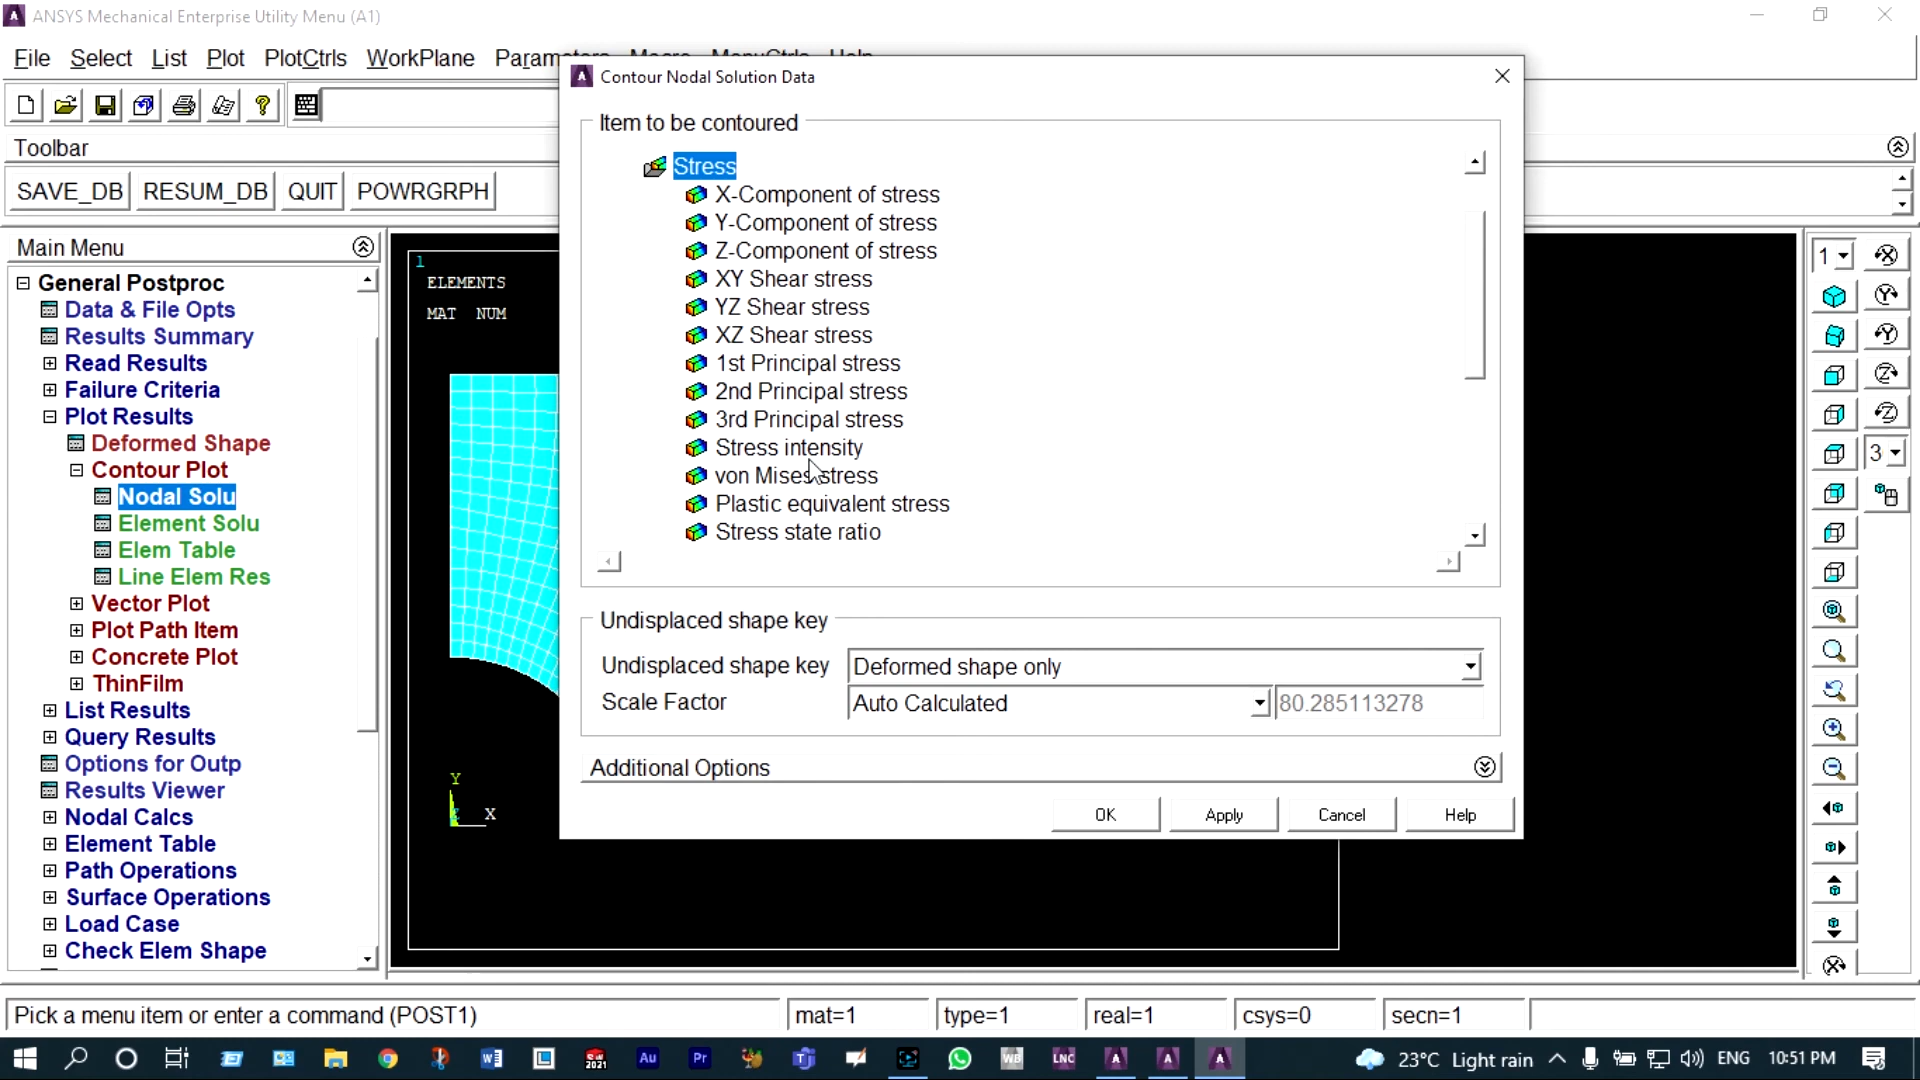 ANSYS Mechanical Enterprise Utility Menu (A1)
File Select List Plot PlotCtrls WorkPlane
Contour Nodal Solution Data
Toolbar
SAVE_DB RESUM_DB QUIT POWRGRPH
Main Menu
General Postproc
Data & File Opts
Results Summary
Read Results
Failure Criteria
Plot Results
Deformed Shape
Contour Plot
Nodal Solu
Element Solu
Elem Table
Line Elem Res
Vector Plot
Plot Path Item
Concrete Plot
ThinFilm
List Results
Query Results
Options for Outp
Results Viewer
Nodal Calcs
Element Table
Path Operations
Surface Operations
Load Case
Check Elem Shape
1
ELEMENTS
MAT NUM
Y
X
Item to be contoured
Stress
X-Component of stress
Y-Component of stress
Z-Component of stress
XY Shear stress
YZ Shear stress
XZ Shear stress
1st Principal stress
2nd Principal stress
3rd Principal stress
Stress intensity
von Mises stress
Plastic equivalent stress
Stress state ratio
Undisplaced shape key
Undisplaced shape key Deformed shape only
Scale Factor Auto Calculated 80.285113278
Additional Options
OK Apply Cancel Help
1
3
Pick a menu item or enter a command (POST1) mat=1 type=1 real=1 csys=0 secn=1
2021 Au Pr WB LNC 23°C Light rain ENG 10:51 PM